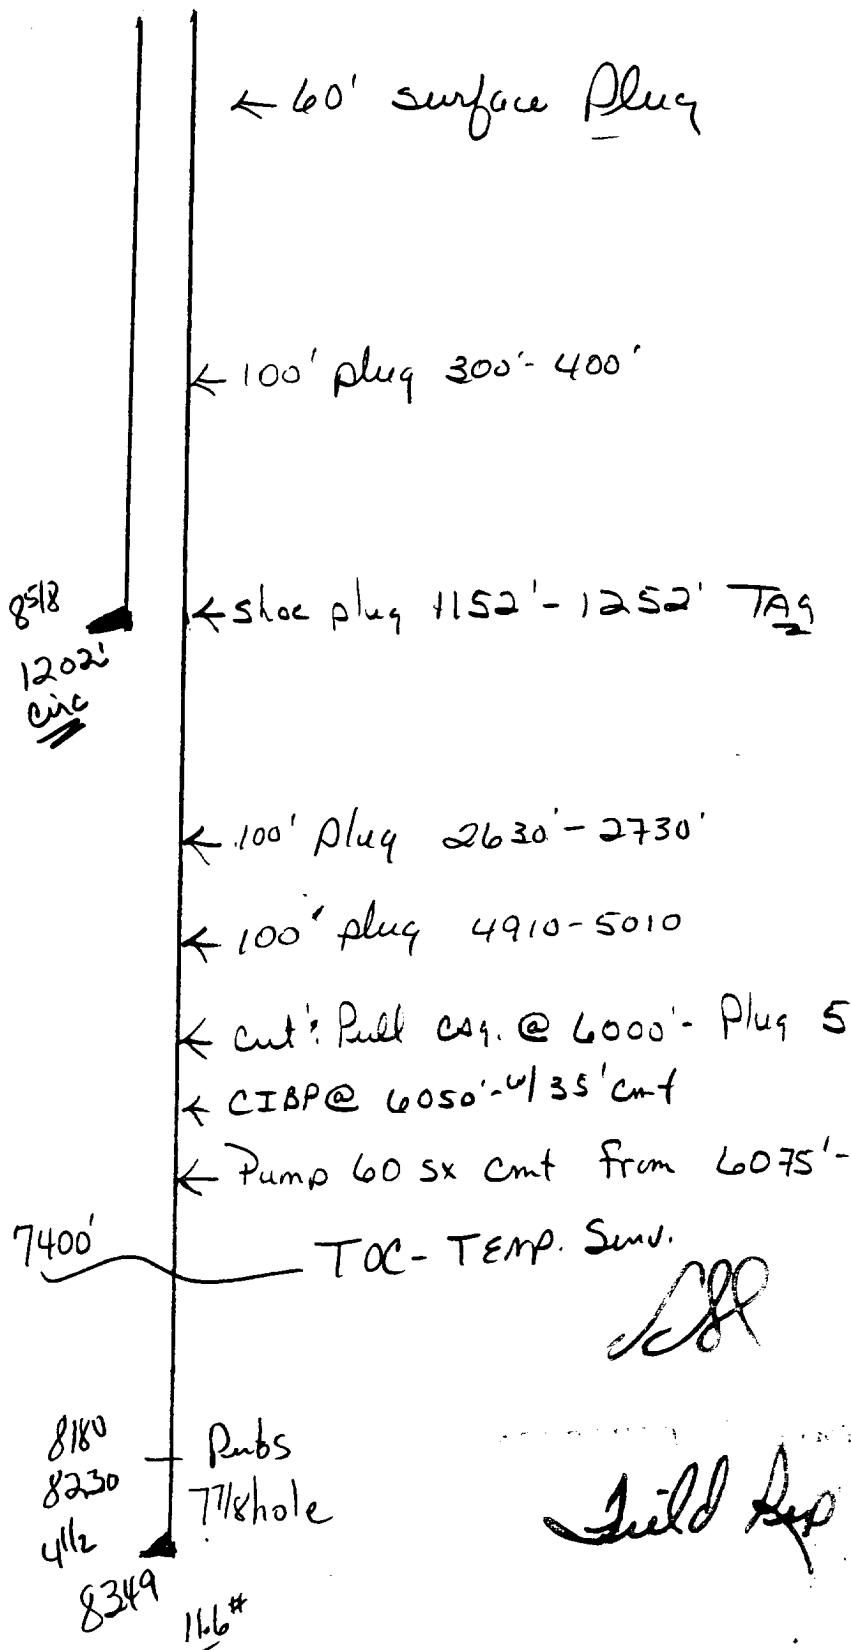 ← 60' surface Plug
← 100' plug 300'- 400'
8 5/8
← shoe plug 1152'- 1252' TAG
1202'
Circ
← 100' Plug 2630'- 2730'
← 100' plug 4910-5010
← Cut & Pull csg. @ 6000'- Plug 5
← CIBP @ 6050'- w/ 35' cmt
← Pump 60 sx cmt from 6075'-
7400'
TOC- TEMP. Surv.
8180
8230
Perfs
7 7/8 hole
4 1/2
8349
11.6#
Field Rep